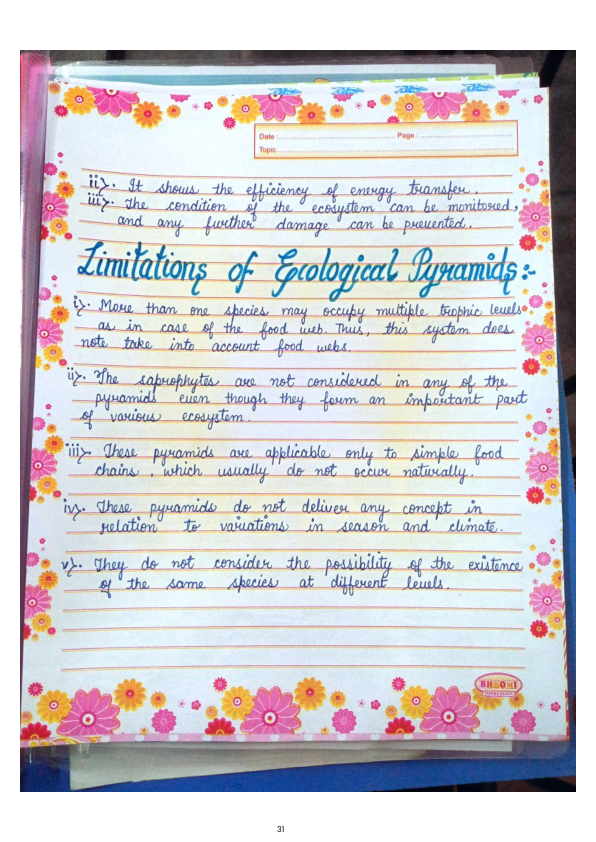 Date :
Page :
Topic
ii}. It shows the efficiency of energy transfer.
iii}. The condition of the ecosystem can be monitored,
and any further damage can be prevented.
Limitations of Ecological Pyramids:-
i}. More than one species may occupy multiple trophic levels
as in case of the food web. Thus, this system does
note take into account food webs.
ii}. The saprophytes are not considered in any of the
pyramids even though they form an important part
of various ecosystem.
iii}. These pyramids are applicable only to simple food
chains, which usually do not occur naturally.
iv}. These pyramids do not deliver any concept in
relation to variations in season and climate.
v}. They do not consider the possibility of the existence
of the same species at different levels.
BHOOMI
IMPRESSION
31